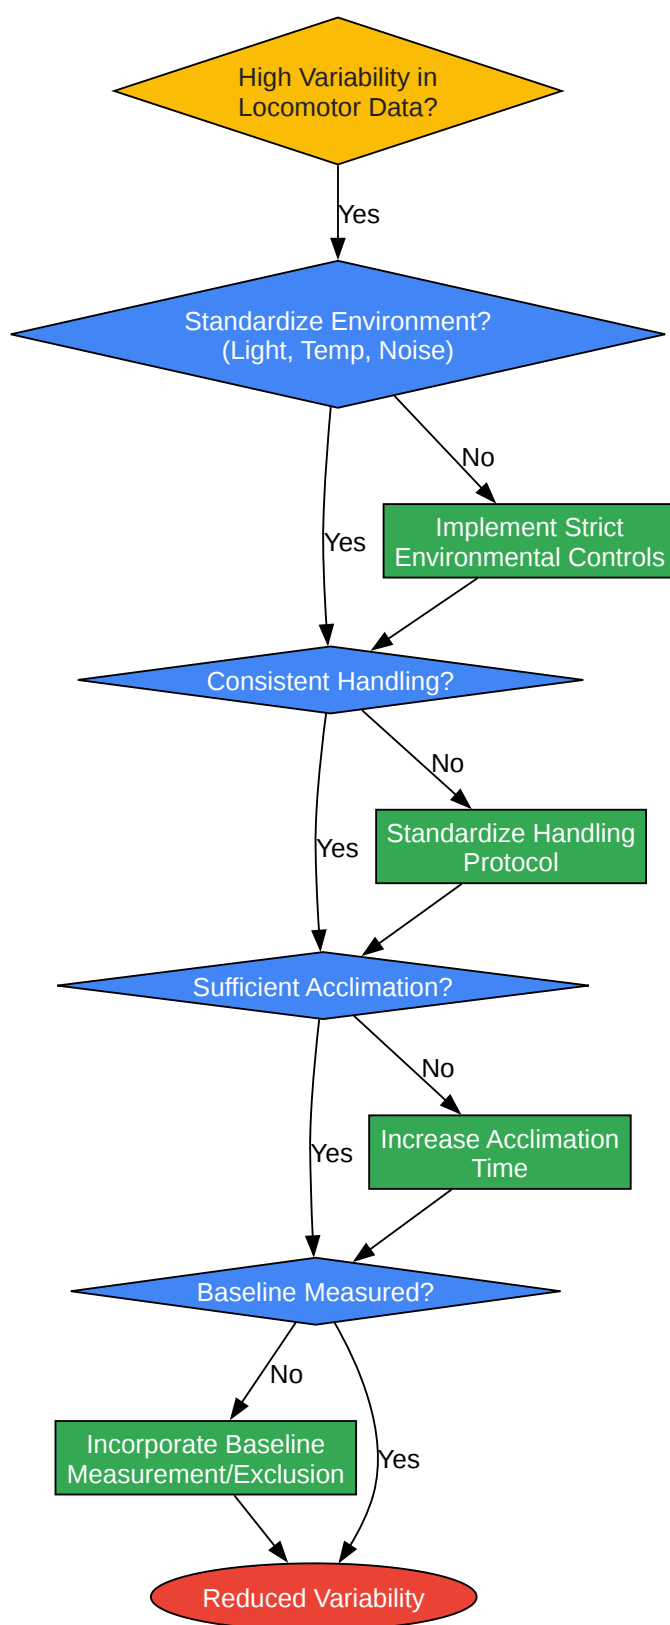 High Variability in
Locomotor Data?
Yes
Standardize Environment?
(Light, Temp, Noise)
No
Implement Strict
Environmental Controls
Yes
Consistent Handling?
No
Standardize Handling
Protocol
Yes
Sufficient Acclimation?
No
Increase Acclimation
Time
Yes
Baseline Measured?
No
Incorporate Baseline
Measurement/Exclusion
Yes
Reduced Variability